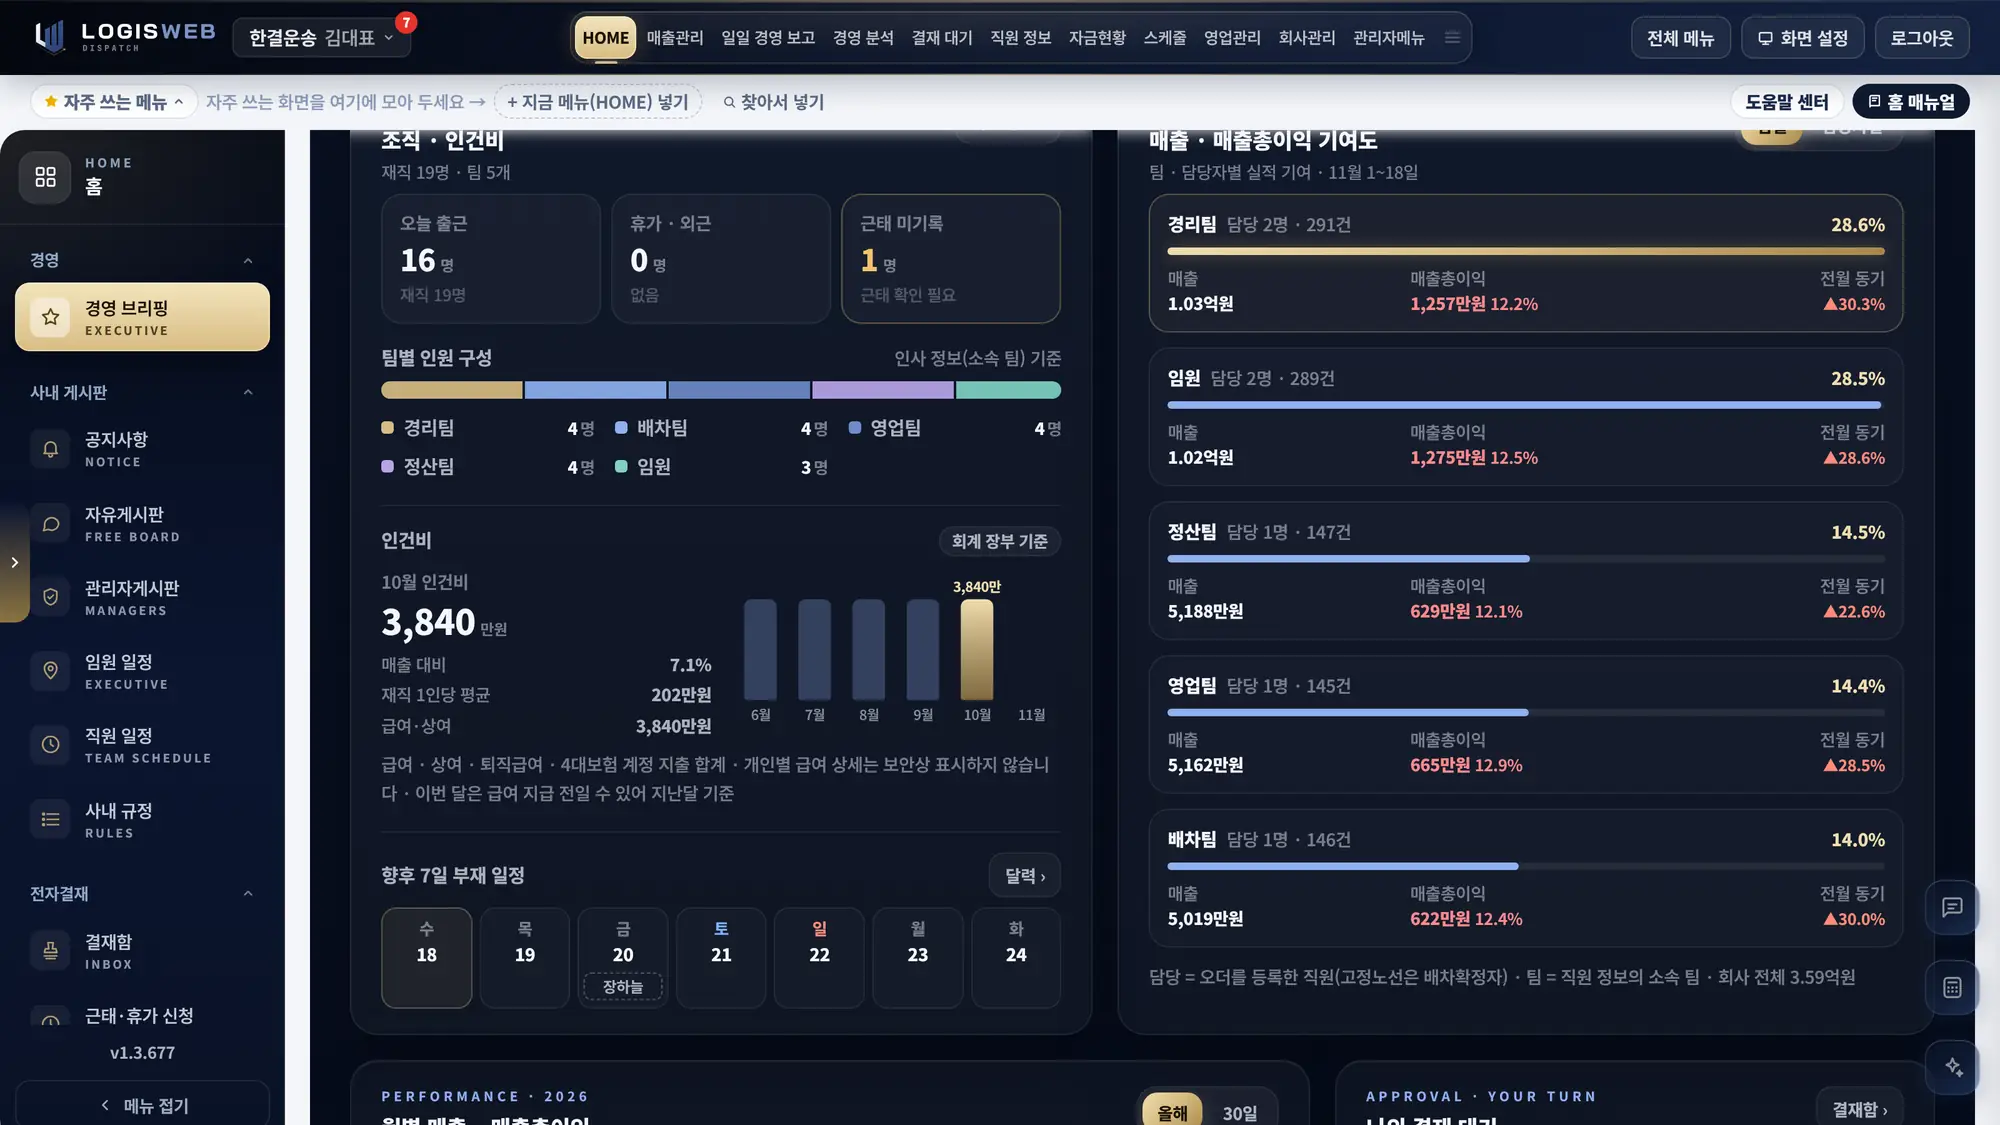 LOGISWEB
DISPATCH
한결운송 김대표
7
HOME 매출관리 일일 경영 보고 경영 분석 결재 대기 직원 정보 자금현황 스케줄 영업관리 회사관리 관리자메뉴
전체 메뉴
화면 설정
로그아웃
자주 쓰는 메뉴
자주 쓰는 화면을 여기에 모아 두세요 →
+ 지금 메뉴(HOME) 넣기
찾아서 넣기
도움말 센터
홈 매뉴얼
HOME
홈
경영
경영 브리핑
EXECUTIVE
사내 게시판
공지사항
NOTICE
자유게시판
FREE BOARD
관리자게시판
MANAGERS
임원 일정
EXECUTIVE
직원 일정
TEAM SCHEDULE
사내 규정
RULES
전자결재
결재함
INBOX
근태·휴가 신청
v1.3.677
메뉴 접기
조직 · 인건비
재직 19명 · 팀 5개
오늘 출근
16 명
재직 19명
휴가 · 외근
0 명
없음
근태 미기록
1 명
근태 확인 필요
팀별 인원 구성
인사 정보(소속 팀) 기준
경리팀 4명
배차팀 4명
영업팀 4명
정산팀 4명
임원 3명
인건비
회계 장부 기준
10월 인건비
3,840 만원
매출 대비 7.1%
재직 1인당 평균 202만원
급여·상여 3,840만원
3,840만
6월 7월 8월 9월 10월 11월
급여 · 상여 · 퇴직급여 · 4대보험 계정 지출 합계 · 개인별 급여 상세는 보안상 표시하지 않습니
다 · 이번 달은 급여 지급 전일 수 있어 지난달 기준
향후 7일 부재 일정
달력 ›
수 목 금 토 일 월 화
18 19 20 21 22 23 24
장하늘
매출 · 매출총이익 기여도
팀 · 담당자별 실적 기여 · 11월 1~18일
경리팀 담당 2명 · 291건 28.6%
매출 매출총이익 전월 동기
1.03억원 1,257만원 12.2% ▲30.3%
임원 담당 2명 · 289건 28.5%
매출 매출총이익 전월 동기
1.02억원 1,275만원 12.5% ▲28.6%
정산팀 담당 1명 · 147건 14.5%
매출 매출총이익 전월 동기
5,188만원 629만원 12.1% ▲22.6%
영업팀 담당 1명 · 145건 14.4%
매출 매출총이익 전월 동기
5,162만원 665만원 12.9% ▲28.5%
배차팀 담당 1명 · 146건 14.0%
매출 매출총이익 전월 동기
5,019만원 622만원 12.4% ▲30.0%
담당 = 오더를 등록한 직원(고정노선은 배차확정자) · 팀 = 직원 정보의 소속 팀 · 회사 전체 3.59억원
PERFORMANCE · 2026
올해
30일
APPROVAL · YOUR TURN
결재함 ›